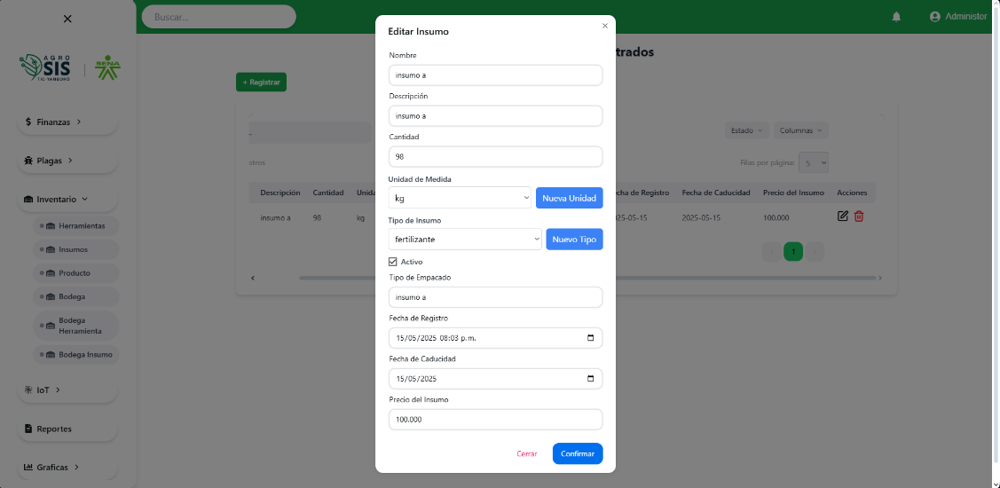 Buscar...
Administer
AGRO
SIS
TIC-YAMBORÓ
SENA
Finanzas
Plagas
Inventario
Herramientas
Insumos
Producto
Bodega
Bodega
Herramienta
Bodega Insumo
IoT
Reportes
Graficas
trados
+ Registrar
Estado
Columnas
stros
Filas por página:
5
Descripción Cantidad Unida
cha de Registro Fecha de Caducidad Precio del Insumo Acciones
insumo a 98 kg
25-05-15 2025-05-15 100.000
1
Editar Insumo
Nombre
insumo a
Descripción
insumo a
Cantidad
98
Unidad de Medida
kg
Nueva Unidad
Tipo de Insumo
fertilizante
Nuevo Tipo
Activo
Tipo de Empacado
insumo a
Fecha de Registro
15/05/2025 08:03 p.m.
Fecha de Caducidad
15/05/2025
Precio del Insumo
100.000
Cerrar
Confirmar